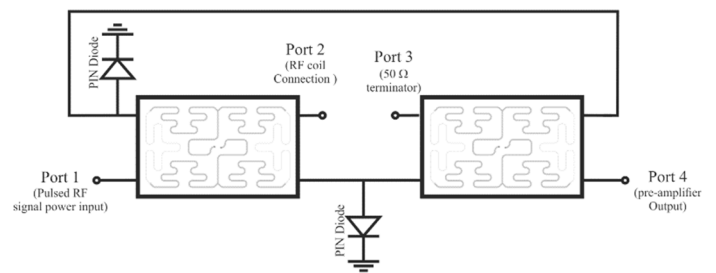 PIN Diode
Port 2
(RF coil
Connection )
Port 3
(50 Ω
terminator)
Port 1
(Pulsed RF
signal power input)
PIN Diode
Port 4
(pre-amplifier
Output)